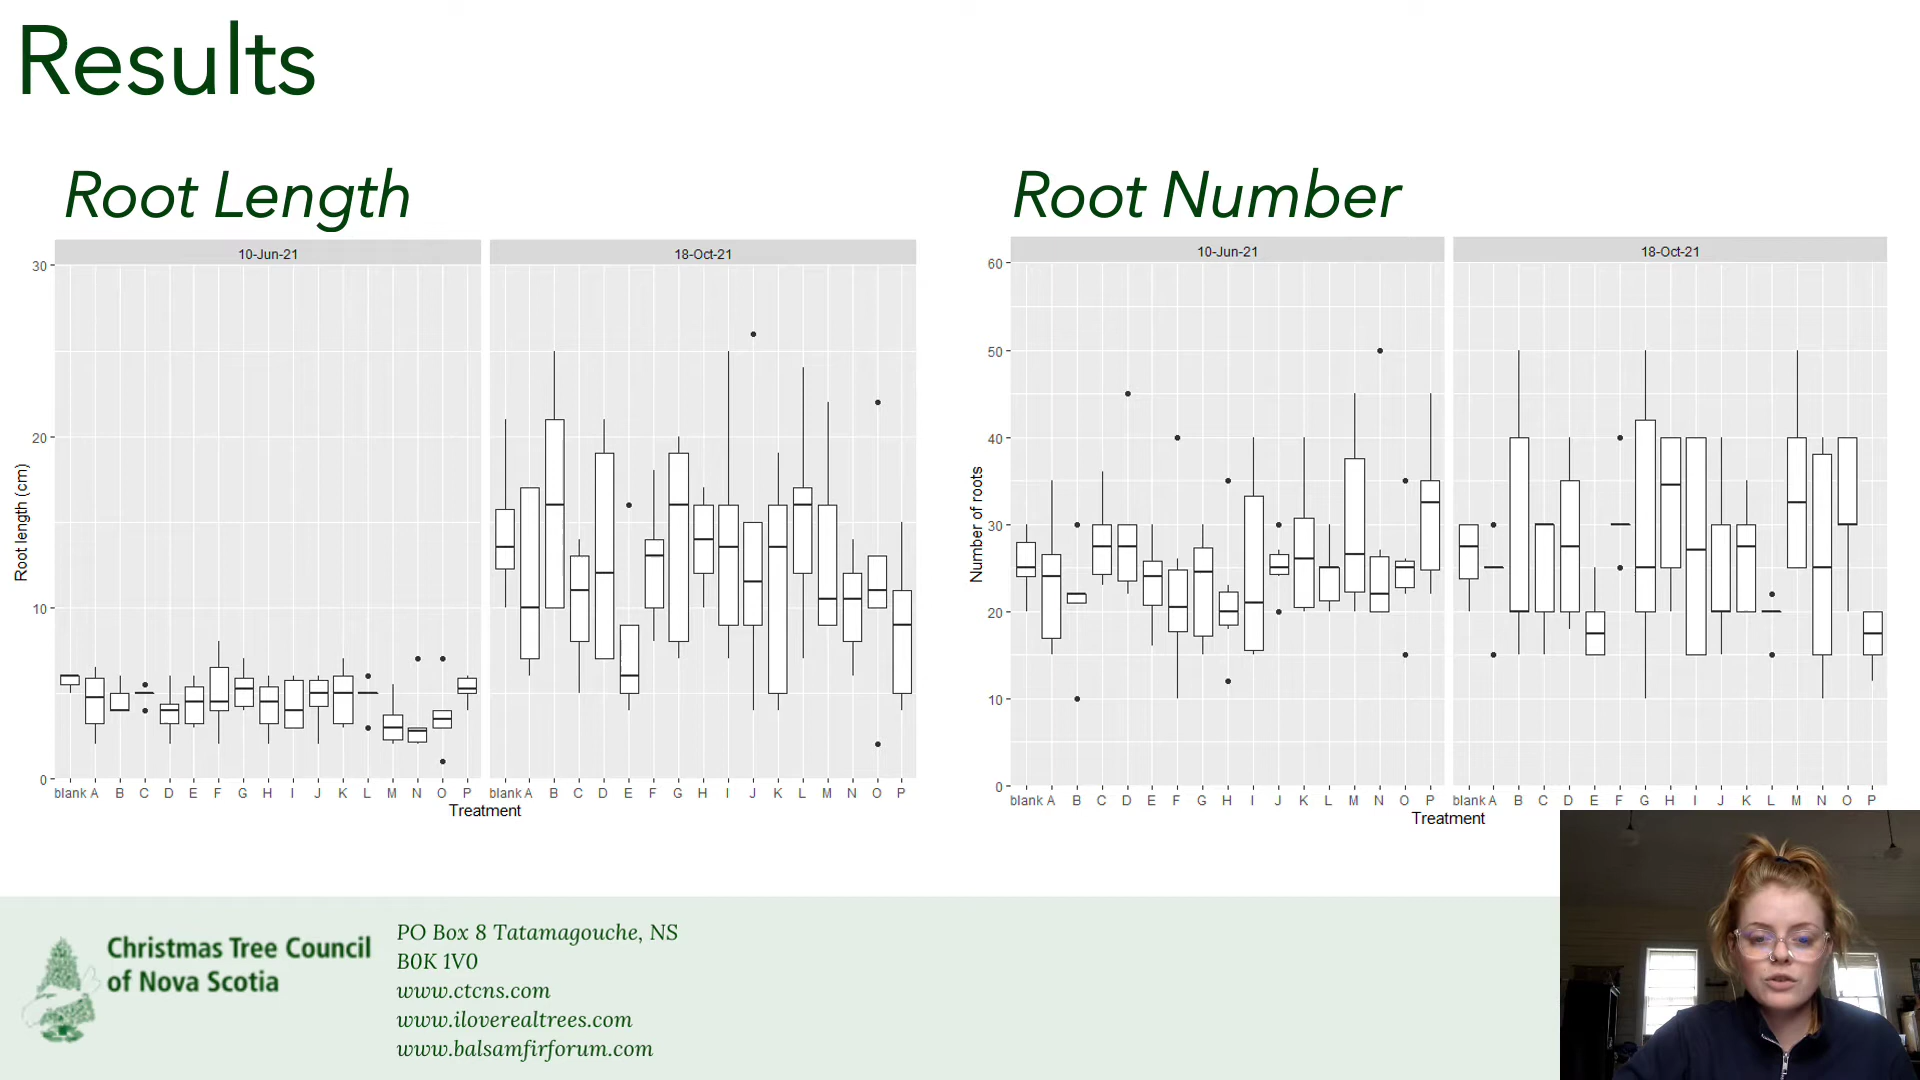 Results
Root Length
Root Number
10-Jun-21
18-Oct-21
30
20
10
0
Root length (cm)
blank A B C D E F G H I J K L M N O P
blank A B C D E F G H I J K L M N O P
Treatment
10-Jun-21
18-Oct-21
60
50
40
30
20
10
0
Number of roots
blank A B C D E F G H I J K L M N O P
blank A B C D E F G H I J K L M N O P
Treatment
Christmas Tree Council
of Nova Scotia
PO Box 8 Tatamagouche, NS
B0K 1V0
www.ctcns.com
www.iloverealtrees.com
www.balsamfirforum.com